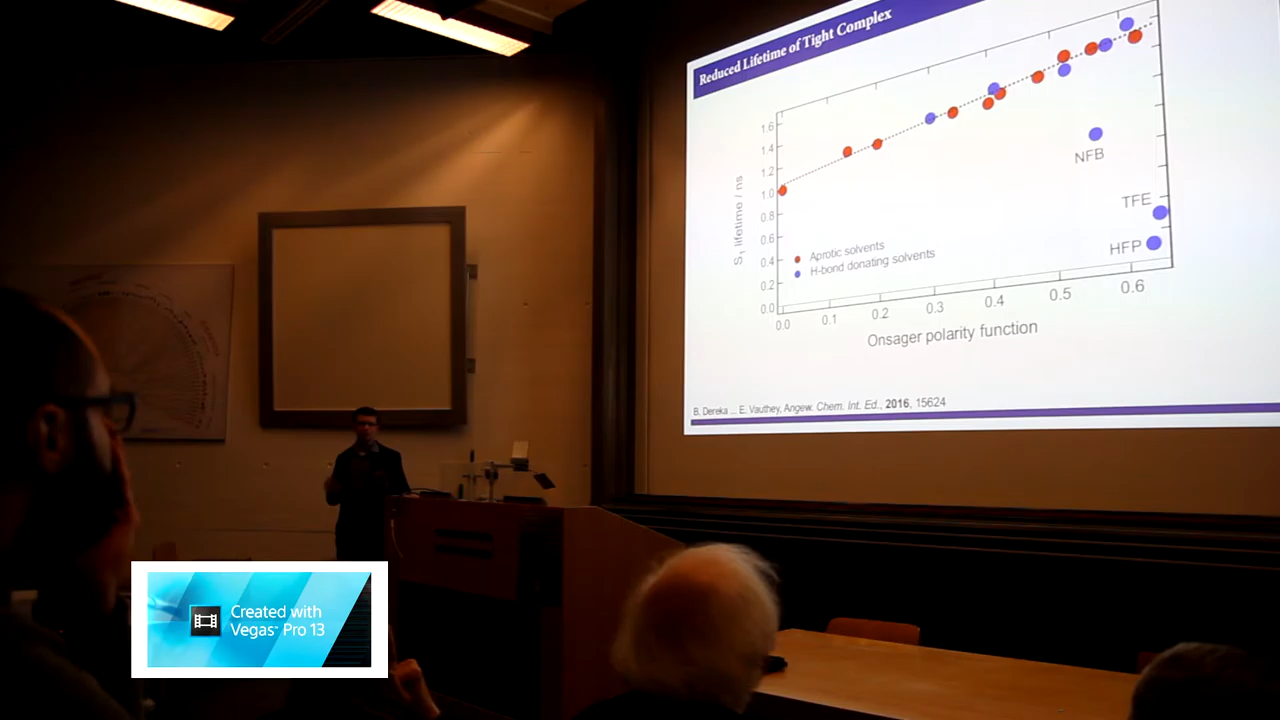 Reduced Lifetime of Tight Complex
1.6
1.4
1.2
1.0
0.8
0.6
0.4
0.2
0.0
S₁ lifetime / ns
NFB
TFE
HFP
Aprotic solvents
H-bond donating solvents
0.0 0.1 0.2 0.3 0.4 0.5 0.6
Onsager polarity function
B. Dereka ... E. Vauthey, Angew. Chem. Int. Ed., 2016, 15624
Created with
Vegas™ Pro 13